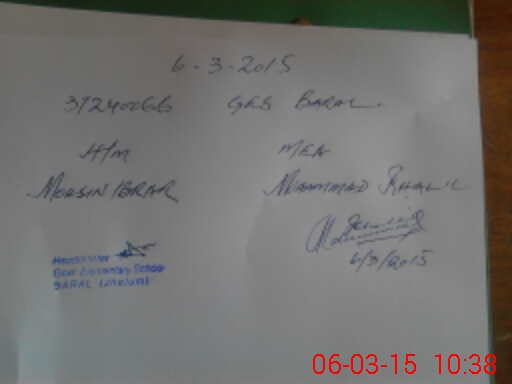 6-3-2015
37240066 GES BARAL
H/M MEA
MOHSIN IBRAR MUHAMMAD KHALIL
Headmaster
Govt. Elementary School
BARAL (Jhelum)
6/3/2015
06-03-15 10:38